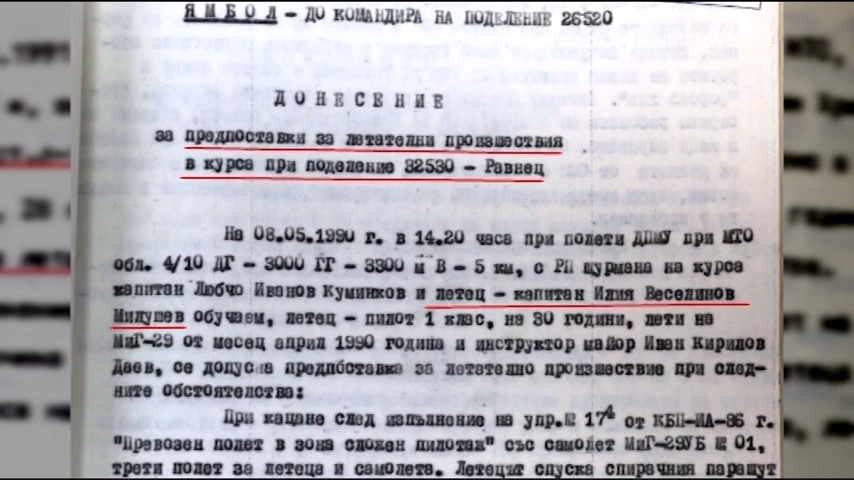 ЯМБОЛ – ДО КОМАНДИРА НА ПОДЕЛЕНИЕ 26520
ДОНЕСЕНИЕ
за предпоставки за летателни произшествия
в курса при поделение 32530 – Равнец
На 08.05.1990 г. в 14.20 часа при полети ДПМУ при МТО
обл. 4/10 ДГ – 3000 ГГ – 3300 м В – 5 км, с РП щурмана на курса
капитан Любчо Иванов Куминков и летец – капитан Илия Веселинов
Милушев обучаем, летец – пилот 1 клас, на 30 години, лети на
МиГ-29 от месец април 1990 година и инструктор майор Иван Кирилов
Даев, се допусна предпоставка за летателно произшествие при след-
ните обстоятелства:
При кацане след изпълнение на упр.№ 174 от КБП-ИА-86 г.
"Превозен полет в зона сложен пилотаж" със самолет МиГ-29УБ № 01,
трети полет за летеца и самолета. Летецът спуска спирачния парашут